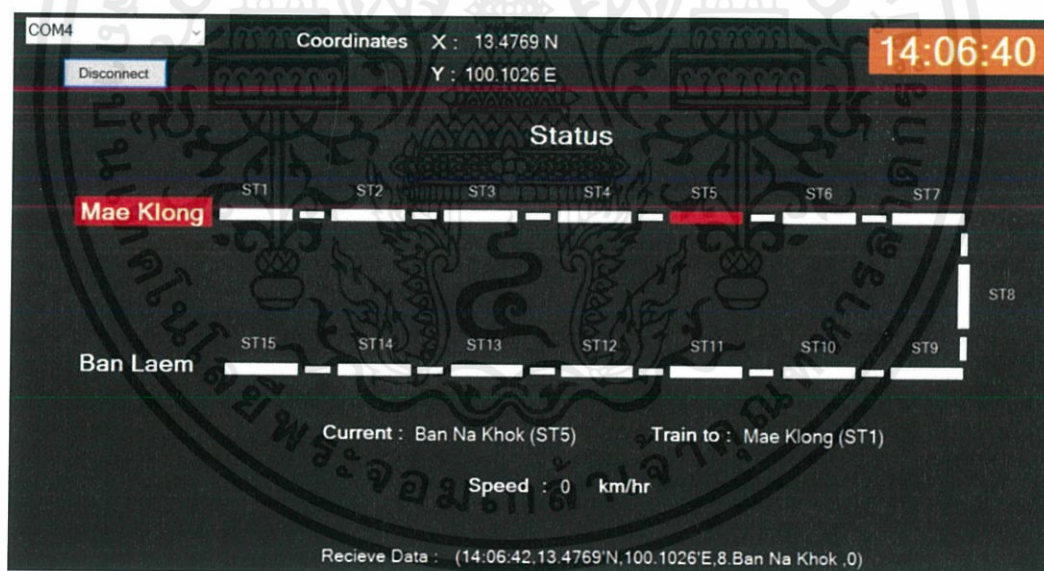 COM4
Coordinates X : 13.4769 N
14:06:40
Disconnect
Y : 100.1026 E
Status
ST1 ST2 ST3 ST4 ST5 ST6 ST7
Mae Klong
ST8
ST15 ST14 ST13 ST12 ST11 ST10 ST9
Ban Laem
Current : Ban Na Khok (ST5) Train to : Mae Klong (ST1)
Speed : 0 km/hr
Recieve Data : (14:06:42,13.4769'N,100.1026'E,8.Ban Na Khok ,0)